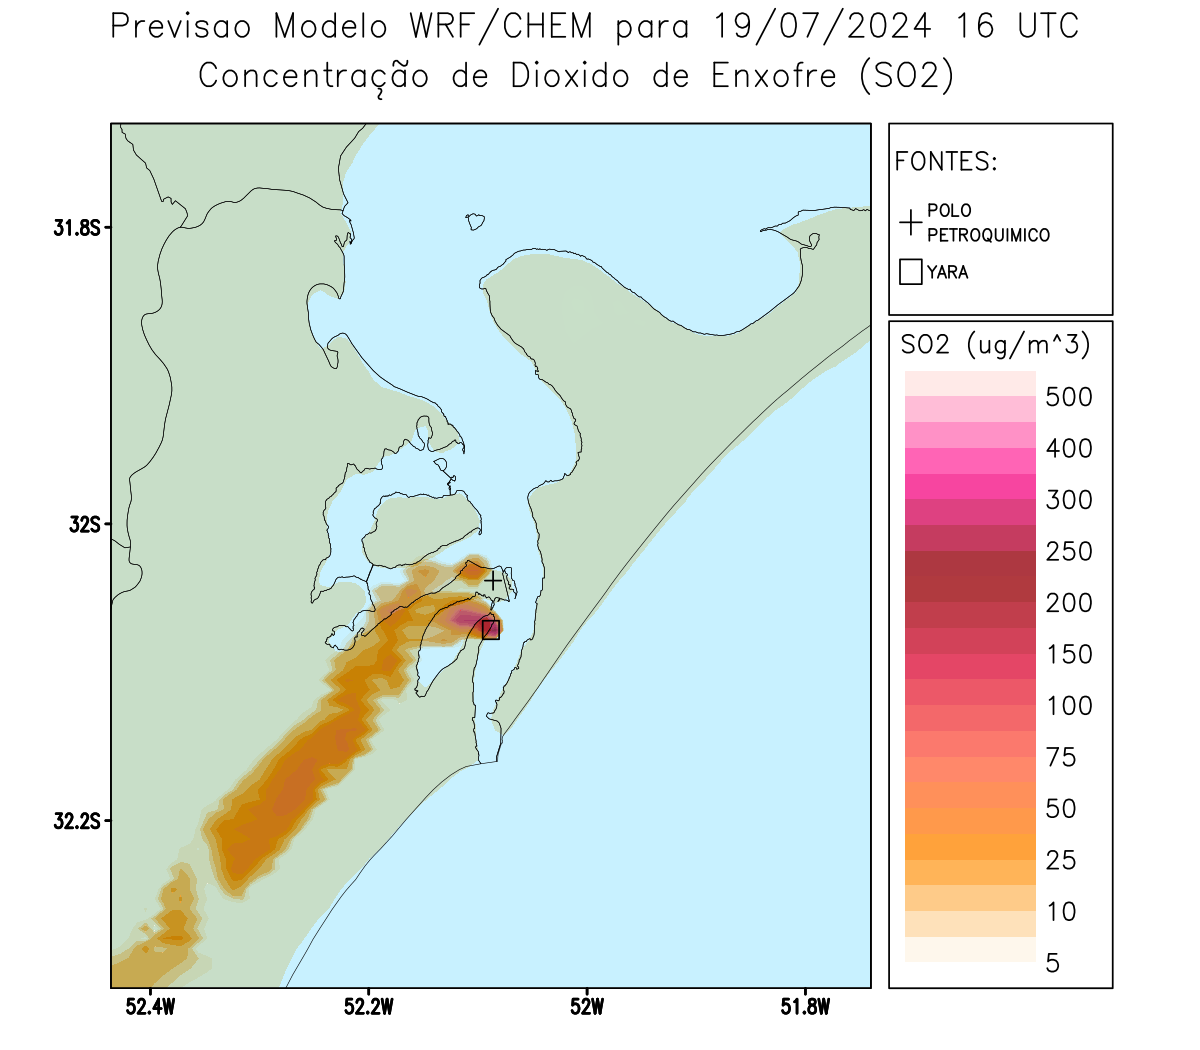 Previsao Modelo WRF/CHEM para 19/07/2024 16 UTC
Concentração de Dioxido de Enxofre (SO2)
FONTES:
POLO
PETROQUIMICO
YARA
31.8S
32S
32.2S
52.4W
52.2W
52W
51.8W
SO2 (ug/m^3)
500
400
300
250
200
150
100
75
50
25
10
5